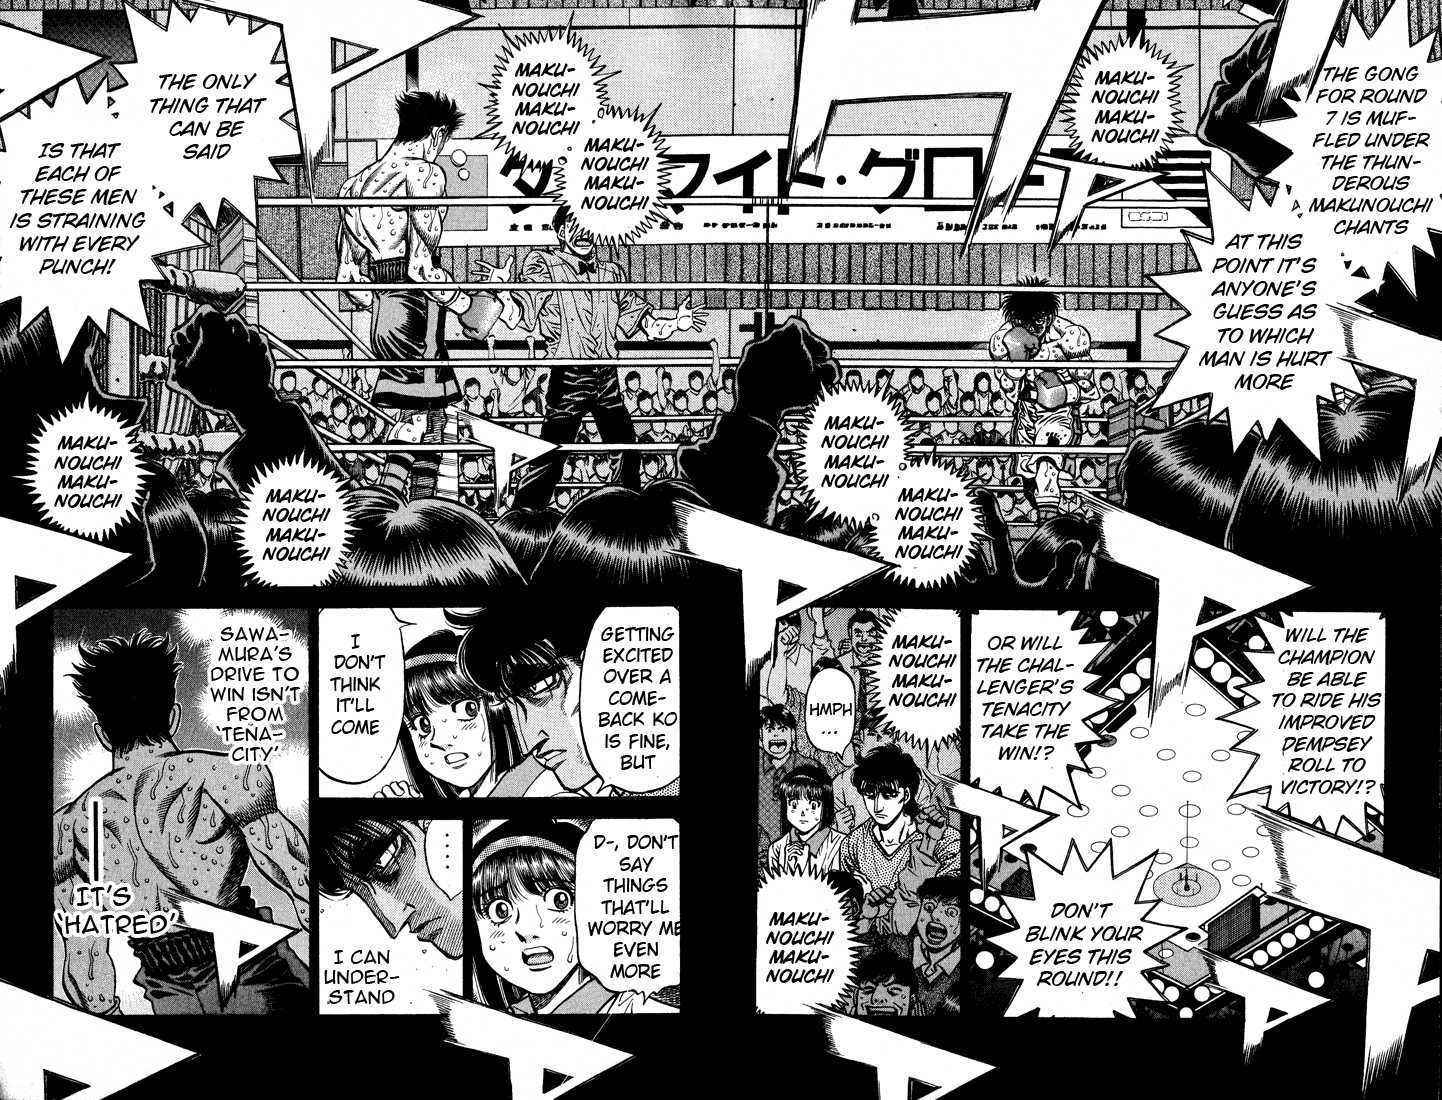 THE GONG
FOR ROUND
7 IS MUF-
FLED UNDER
THE THUN-
DEROUS
MAKUNOUCHI
CHANTS
AT THIS
POINT IT'S
ANYONE'S
GUESS AS
TO WHICH
MAN IS HURT
MORE
MAKU-
NOUCHI
MAKU-
NOUCHI
MAKU-
NOUCHI
MAKU-
NOUCHI
MAKU-
NOUCHI
MAKU-
NOUCHI
THE ONLY
THING THAT
CAN BE
SAID
IS THAT
EACH OF
THESE MEN
IS STRAINING
WITH EVERY
PUNCH!
MAKU-
NOUCHI
MAKU-
NOUCHI
MAKU-
NOUCHI
MAKU-
NOUCHI
MAKU-
NOUCHI
MAKU-
NOUCHI
MAKU-
NOUCHI
MAKU-
NOUCHI
WILL THE
CHAMPION
BE ABLE
TO RIDE HIS
IMPROVED
DEMPSEY
ROLL TO
VICTORY!?
OR WILL
THE CHAL-
LENGER'S
TENACITY
TAKE THE
WIN!?
DON'T
BLINK YOUR
EYES THIS
ROUND!!
MAKU-
NOUCHI
MAKU-
NOUCHI
HMPH
...
MAKU-
NOUCHI
MAKU-
NOUCHI
GETTING
EXCITED
OVER A
COME-
BACK KO
IS FINE,
BUT
I
DON'T
THINK
IT'LL
COME
D-, DON'T
SAY
THINGS
THAT'LL
WORRY ME
EVEN
MORE
....
I CAN
UNDER-
STAND
SAWA-
MURA'S
DRIVE TO
WIN ISN'T
FROM
'TENA-
CITY'
IT'S
'HATRED'